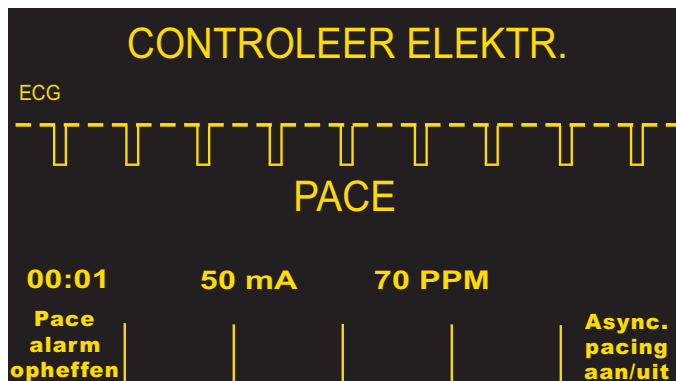 CONTROLEER ELEKTR.
ECG
PACE
00:01 50 mA 70 PPM
Pace
alarm
opheffen
Async.
pacing
aan/uit